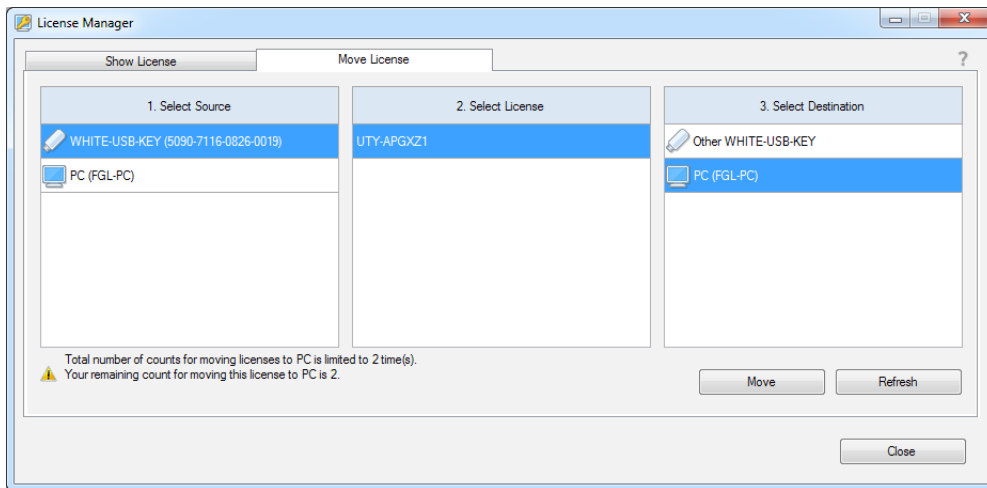 License Manager
Show License
Move License
?
1. Select Source
2. Select License
3. Select Destination
WHITE-USB-KEY (5090-7116-0826-0019)
UTY-APGXZ1
Other WHITE-USB-KEY
PC (FGL-PC)
PC (FGL-PC)
Total number of counts for moving licenses to PC is limited to 2 time(s).
Your remaining count for moving this license to PC is 2.
Move
Refresh
Close